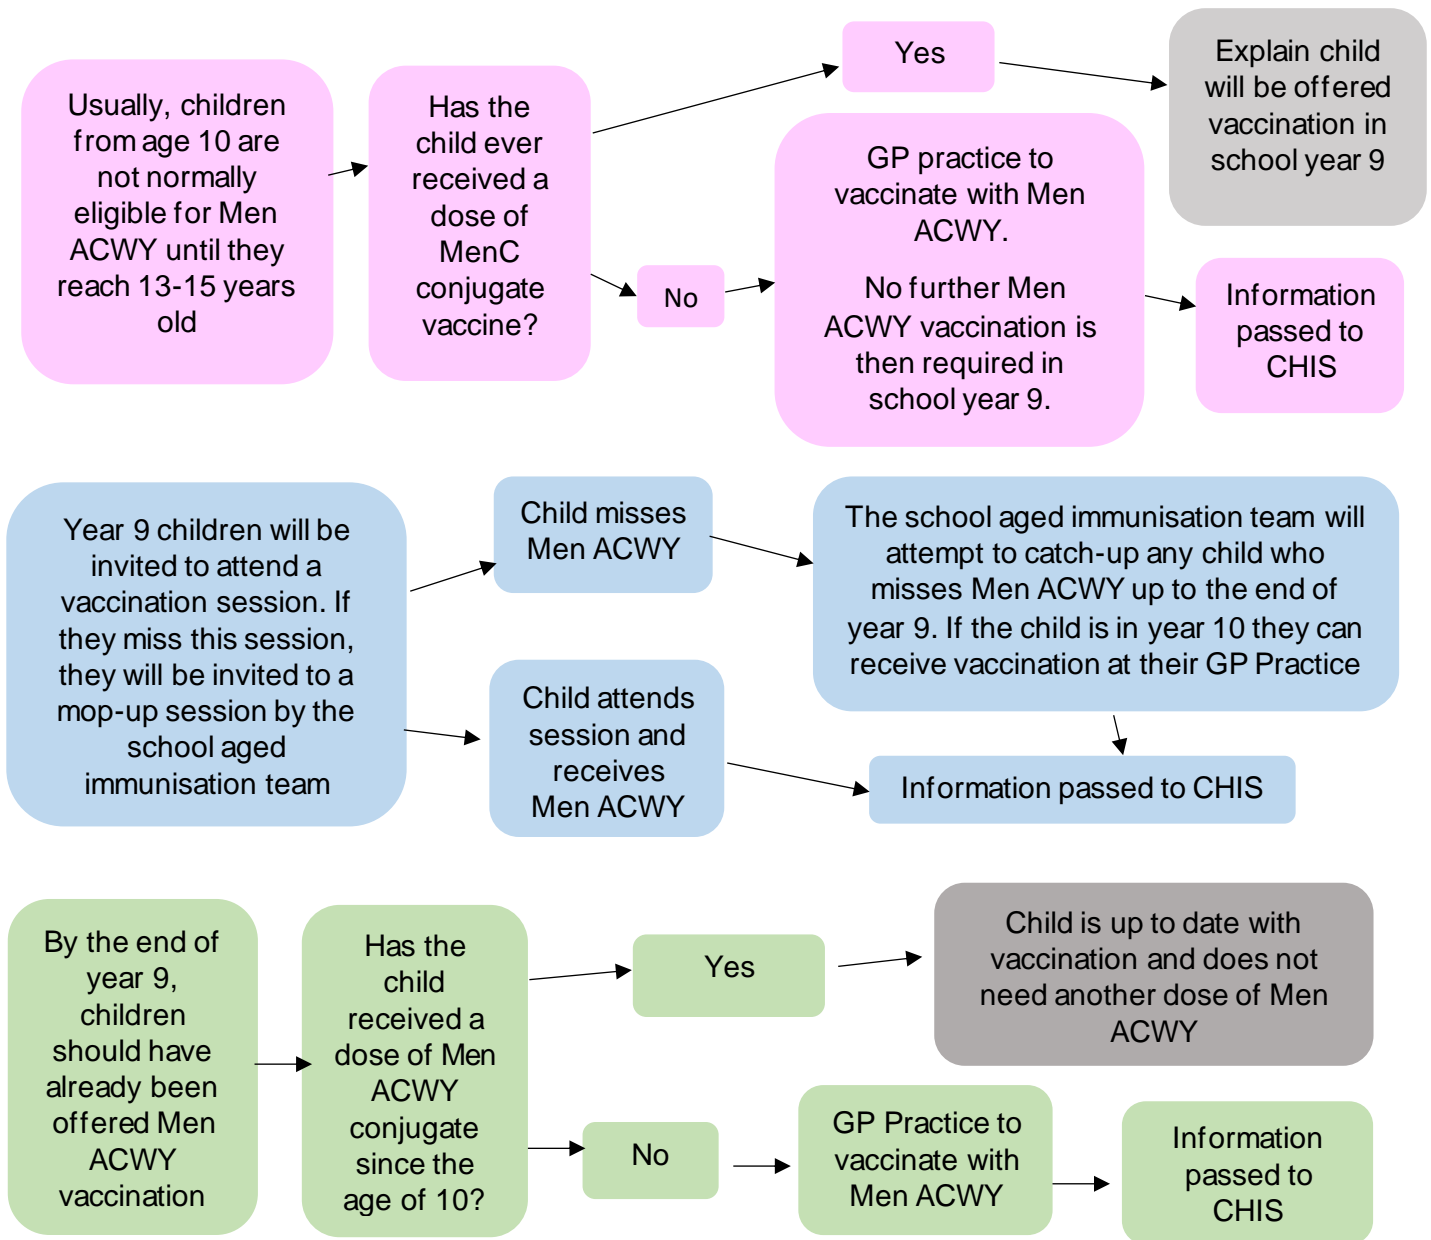 Usually, children
from age 10 are
not normally
eligible for Men
ACWY until they
reach 13-15 years
old
Has the
child ever
received a
dose of
MenC
conjugate
vaccine?
Yes
Explain child
will be offered
vaccination in
school year 9
No
GP practice to
vaccinate with Men
ACWY.
No further Men
ACWY vaccination is
then required in
school year 9.
Information
passed to
CHIS
Year 9 children will be
invited to attend a
vaccination session. If
they miss this session,
they will be invited to a
mop-up session by the
school aged
immunisation team
Child misses
Men ACWY
The school aged immunisation team will
attempt to catch-up any child who
misses Men ACWY up to the end of
year 9. If the child is in year 10 they can
receive vaccination at their GP Practice
Child attends
session and
receives
Men ACWY
Information passed to CHIS
By the end of
year 9,
children
should have
already been
offered Men
ACWY
vaccination
Has the
child
received a
dose of Men
ACWY
conjugate
since the
age of 10?
Yes
Child is up to date with
vaccination and does not
need another dose of Men
ACWY
No
GP Practice to
vaccinate with
Men ACWY
Information
passed to
CHIS